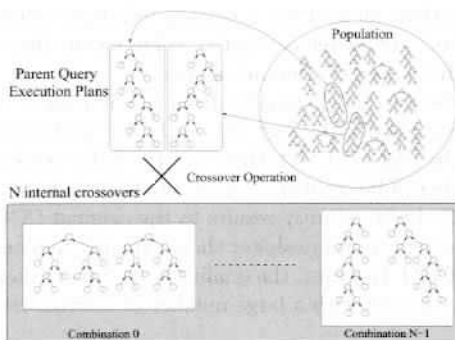 Population
Parent Query
Execution Plans
Crossover Operation
N internal crossovers
Combination 0
Combination N-1